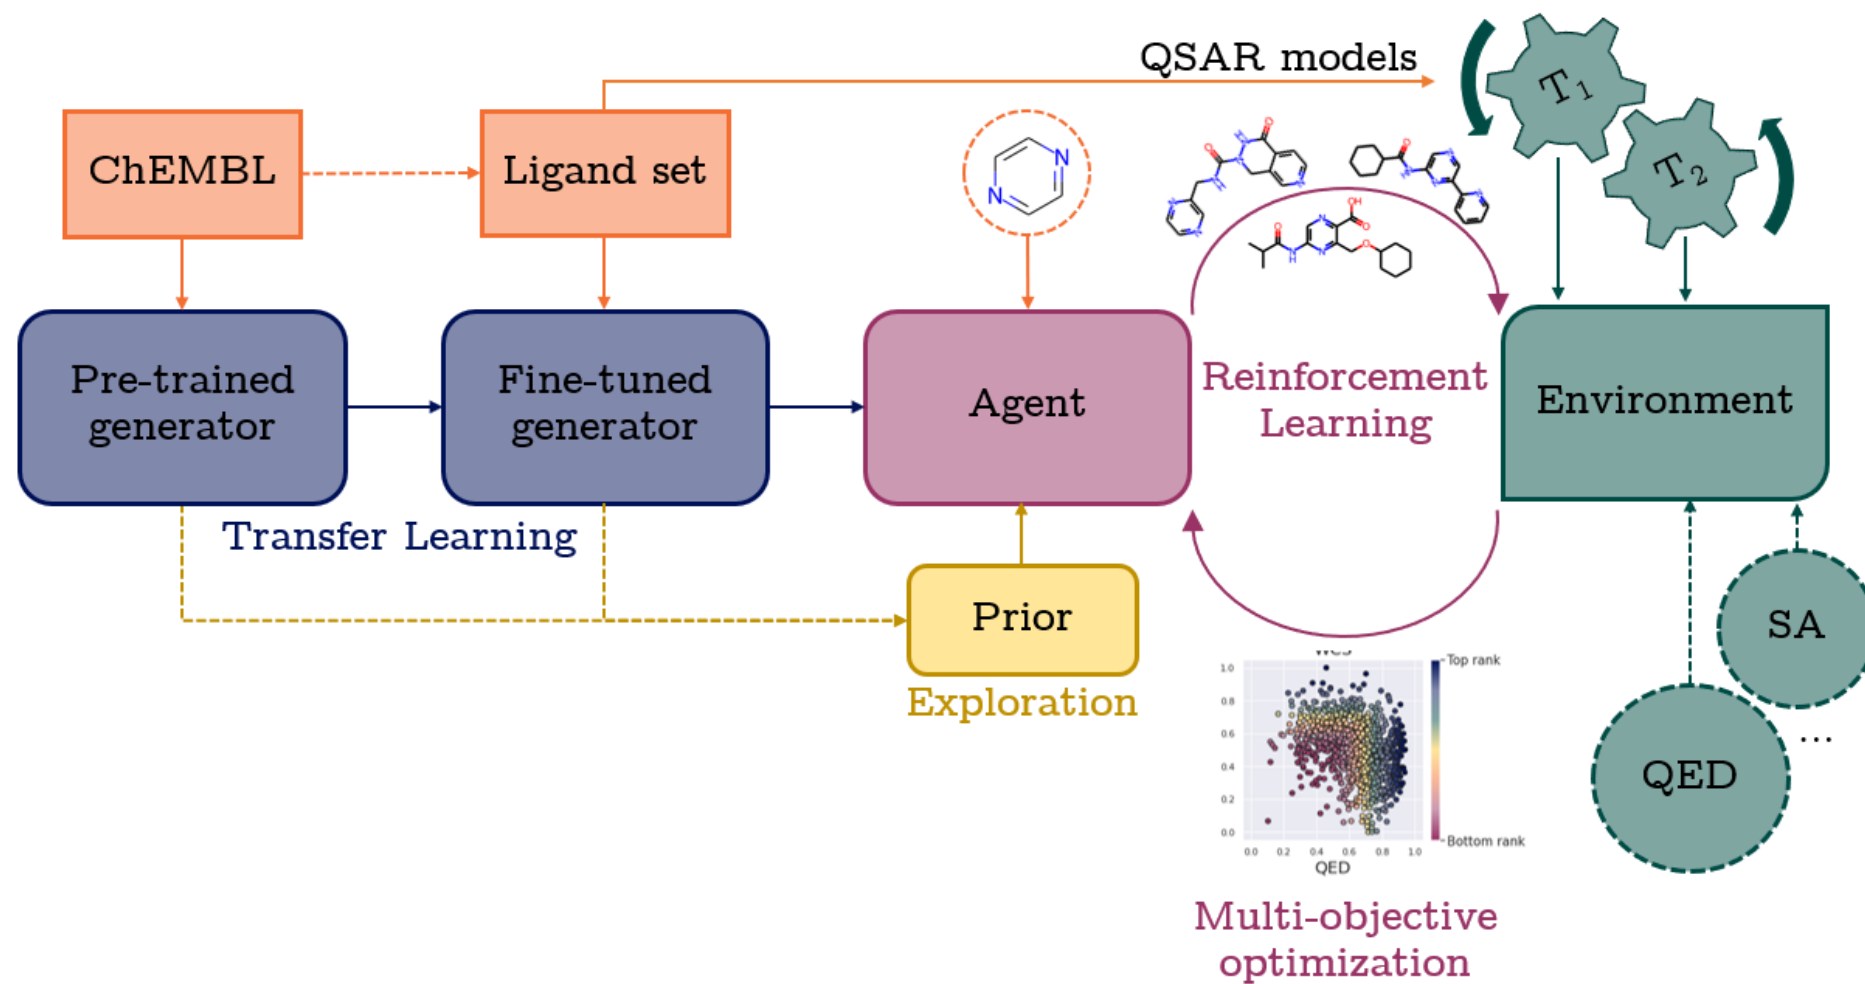 QSAR models
T1
T2
ChEMBL
Ligand set
N
N
Pre-trained
generator
Fine-tuned
generator
Agent
Reinforcement
Learning
Environment
Transfer Learning
Prior
Exploration
SA
QED
...
Top rank
Bottom rank
1.0
0.8
0.6
0.4
0.2
0.0
0.0 0.2 0.4 0.6 0.8 1.0
QED
Multi-objective
optimization